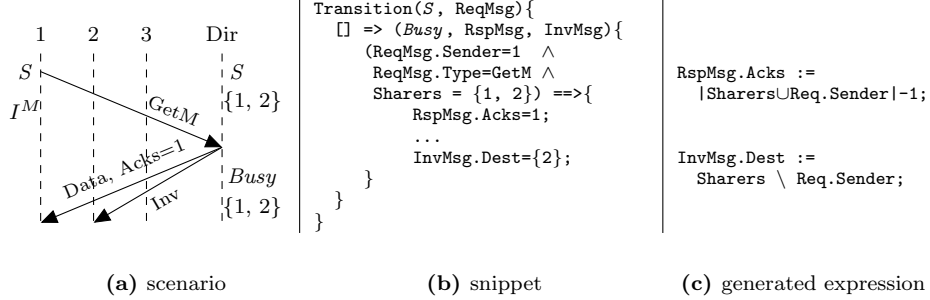 1 2 3 Dir
S S
{1, 2}
I^M
GetM
Data, Acks=1
Inv
Busy
{1, 2}
(a) scenario
Transition(S, ReqMsg){
[] => (Busy, RspMsg, InvMsg){
(ReqMsg.Sender=1 ∧
ReqMsg.Type=GetM ∧
Sharers = {1, 2}) ==>{
RspMsg.Acks=1;
...
InvMsg.Dest={2};
}
}
}
(b) snippet
RspMsg.Acks :=
|Sharers∪Req.Sender|-1;
InvMsg.Dest :=
Sharers \ Req.Sender;
(c) generated expression